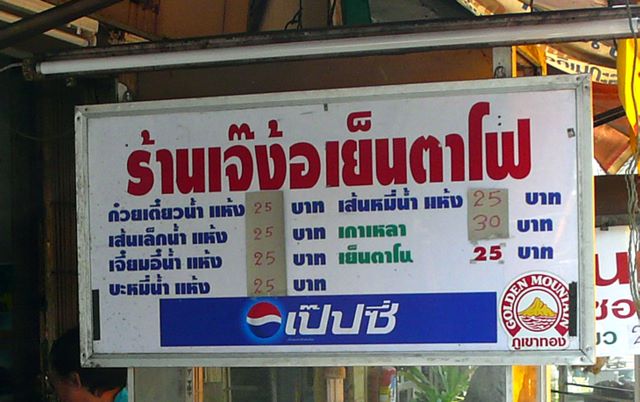 ร้านเจ๊ง้อเย็นตาโฟ
ก๋วยเตี๋ยวน้ำ แห้ง 25 บาท
เส้นเล็กน้ำ แห้ง 25 บาท
เจี้ยมอี๋น้ำ แห้ง 25 บาท
บะหมี่น้ำ แห้ง 25 บาท
เส้นหมี่น้ำ แห้ง 25 บาท
เกาเหลา 30 บาท
เย็นตาโฟ 25 บาท
เป๊ปซี่
GOLDEN MOUNTAIN
ภูเขาทอง